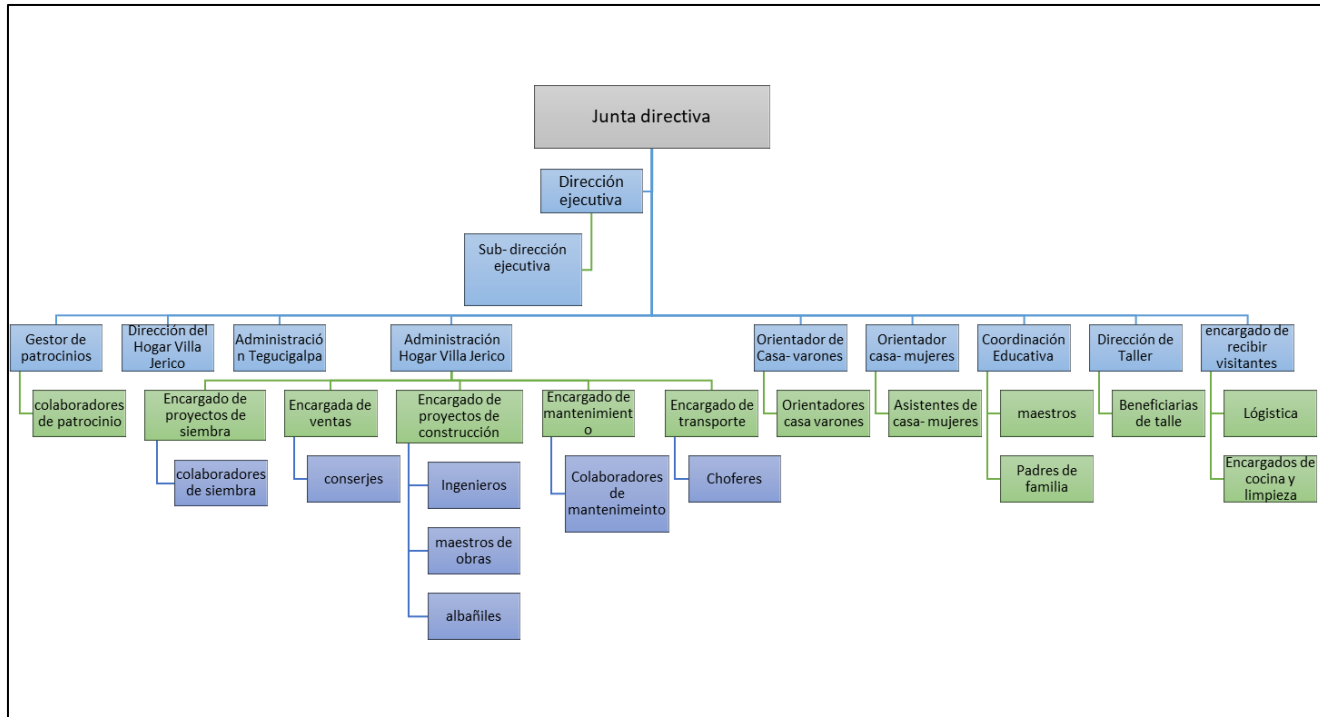 Junta directiva
Dirección
ejecutiva
Sub- dirección
ejecutiva
Gestor de
patrocinios
Dirección del
Hogar Villa
Jerico
Administració
n Tegucigalpa
Administración
Hogar Villa Jerico
Orientador de
Casa- varones
Orientador
casa- mujeres
Coordinación
Educativa
Dirección de
Taller
encargado de
recibir
visitantes
colaboradores
de patrocinio
Encargado de
proyectos de
siembra
Encargada de
ventas
Encargado de
proyectos de
construcción
Encargado de
mantenimient
o
Encargado de
transporte
Orientadores
casa varones
Asistentes de
casa- mujeres
maestros
Beneficiarias
de talle
Lógistica
colaboradores
de siembra
conserjes
Ingenieros
Colaboradores
de
mantenimeinto
Choferes
Padres de
familia
Encargados de
cocina y
limpieza
maestros de
obras
albañiles